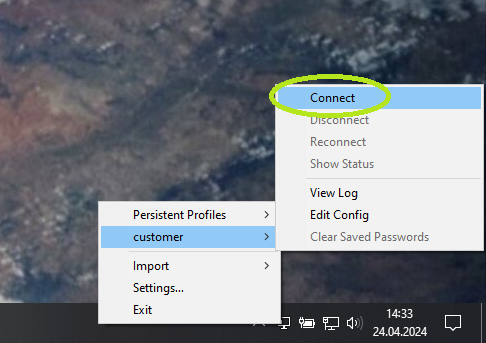 Connect
Disconnect
Reconnect
Show Status
View Log
Edit Config
Clear Saved Passwords
Persistent Profiles
customer
Import
Settings...
Exit
14:33
24.04.2024